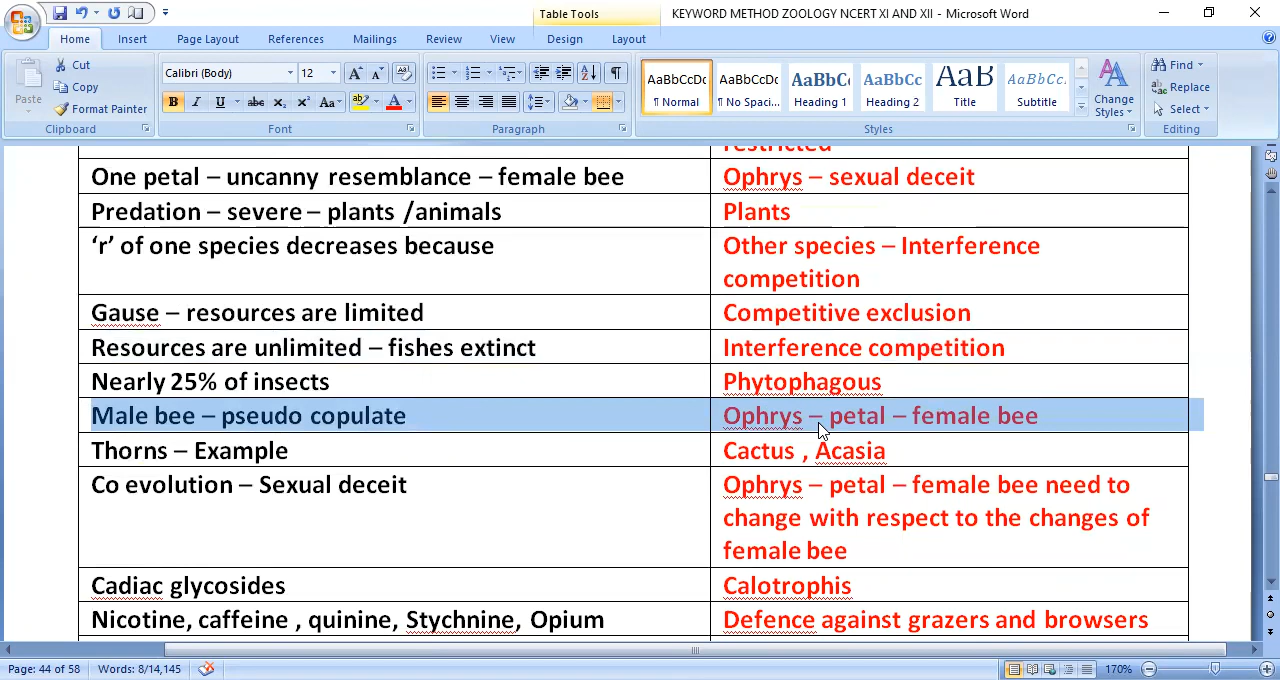 Table Tools
KEYWORD METHOD ZOOLOGY NCERT XI AND XII - Microsoft Word
Home Insert Page Layout References Mailings Review View Design Layout
Paste
Cut
Copy
Format Painter
Clipboard
Calibri (Body) 12
Font
Paragraph
AaBbCcDc AaBbCcDc AaBbC AaBbCc AaB AaBbCc.
¶ Normal ¶ No Spaci... Heading 1 Heading 2 Title Subtitle
Change Styles
Styles
Find
Replace
Select
Editing
restricted
One petal – uncanny resemblance – female bee Ophrys – sexual deceit
Predation – severe – plants /animals Plants
‘r’ of one species decreases because Other species – Interference
competition
Gause – resources are limited Competitive exclusion
Resources are unlimited – fishes extinct Interference competition
Nearly 25% of insects Phytophagous
Male bee – pseudo copulate Ophrys – petal – female bee
Thorns – Example Cactus , Acasia
Co evolution – Sexual deceit Ophrys – petal – female bee need to
change with respect to the changes of
female bee
Cadiac glycosides Calotrophis
Nicotine, caffeine , quinine, Stychnine, Opium Defence against grazers and browsers
Page: 44 of 58 Words: 8/14,145 170%